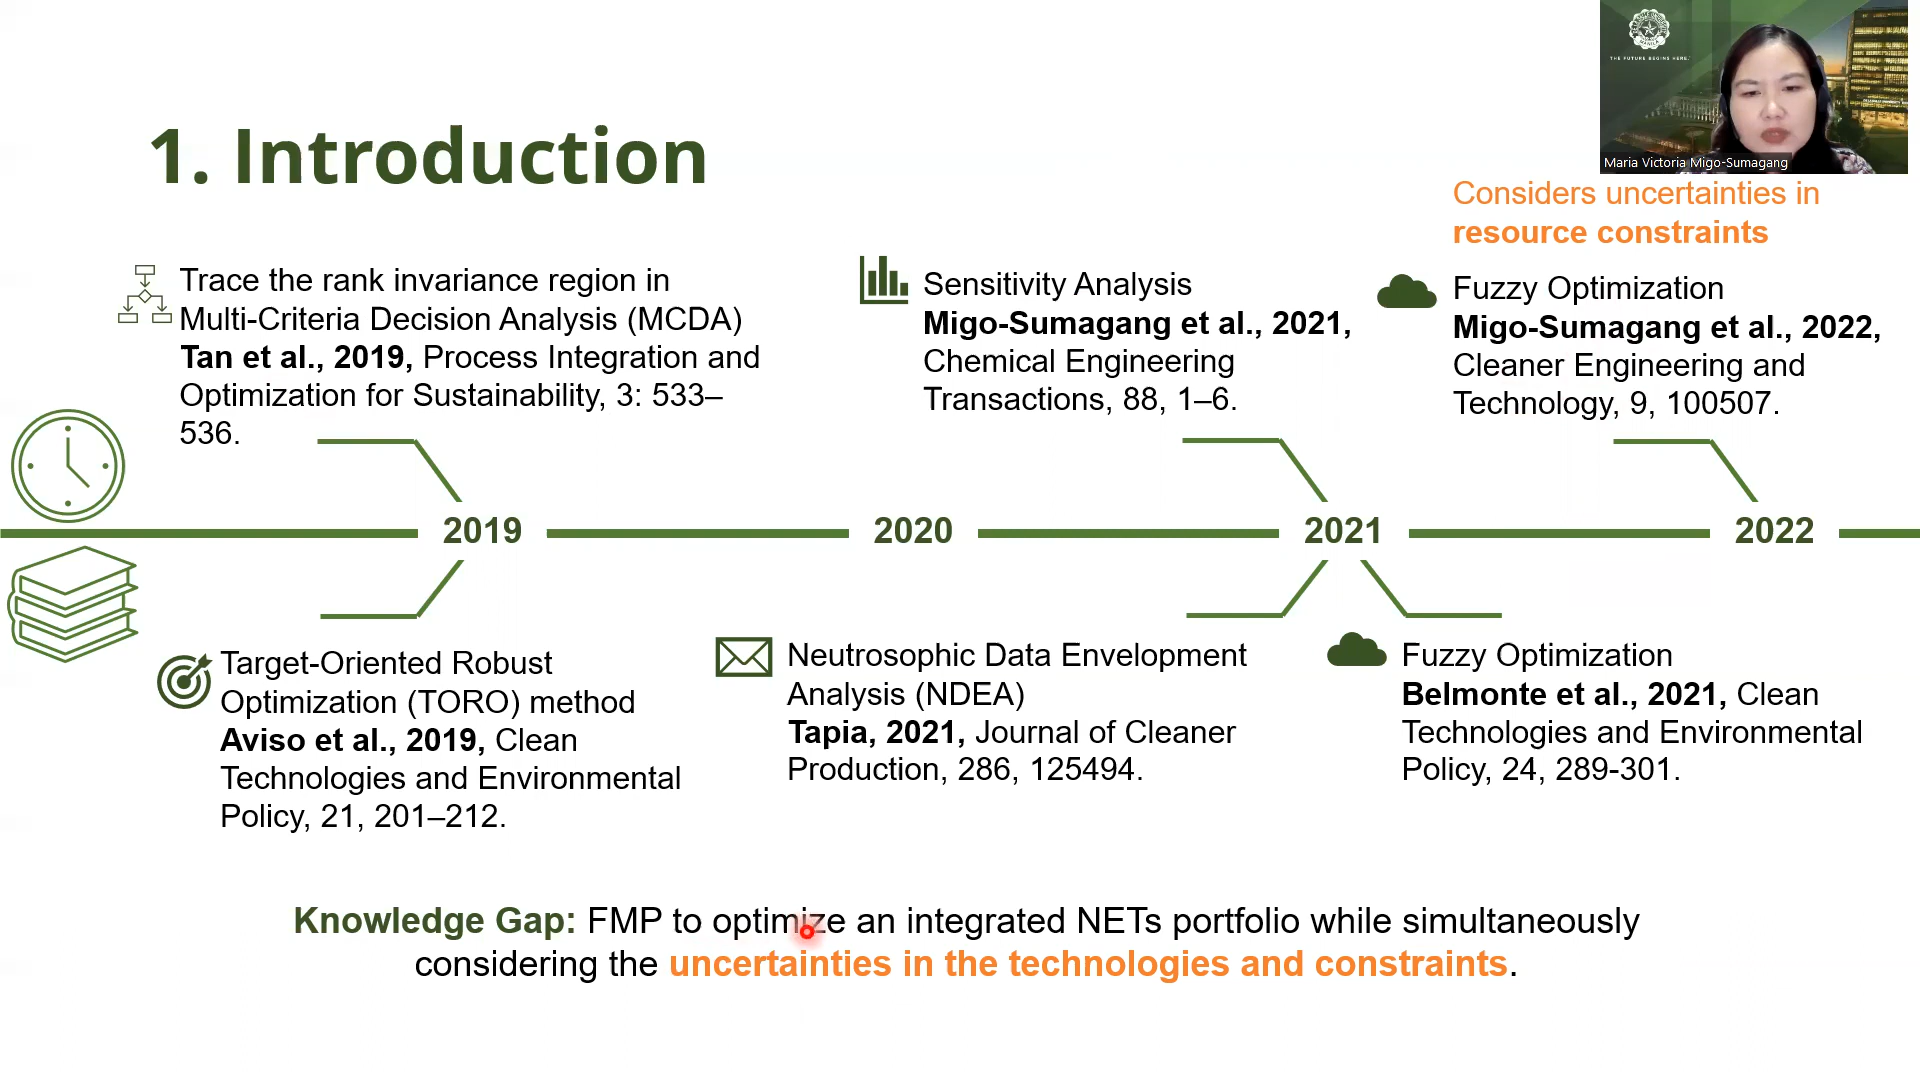 THE FUTURE BEGINS HERE.
Maria Victoria Migo-Sumagang
1. Introduction
Considers uncertainties in
resource constraints
Trace the rank invariance region in
Multi-Criteria Decision Analysis (MCDA)
Tan et al., 2019, Process Integration and
Optimization for Sustainability, 3: 533–
536.
Sensitivity Analysis
Migo-Sumagang et al., 2021,
Chemical Engineering
Transactions, 88, 1–6.
Fuzzy Optimization
Migo-Sumagang et al., 2022,
Cleaner Engineering and
Technology, 9, 100507.
2019
2020
2021
2022
Target-Oriented Robust
Optimization (TORO) method
Aviso et al., 2019, Clean
Technologies and Environmental
Policy, 21, 201–212.
Neutrosophic Data Envelopment
Analysis (NDEA)
Tapia, 2021, Journal of Cleaner
Production, 286, 125494.
Fuzzy Optimization
Belmonte et al., 2021, Clean
Technologies and Environmental
Policy, 24, 289-301.
Knowledge Gap: FMP to optimize an integrated NETs portfolio while simultaneously
considering the uncertainties in the technologies and constraints.